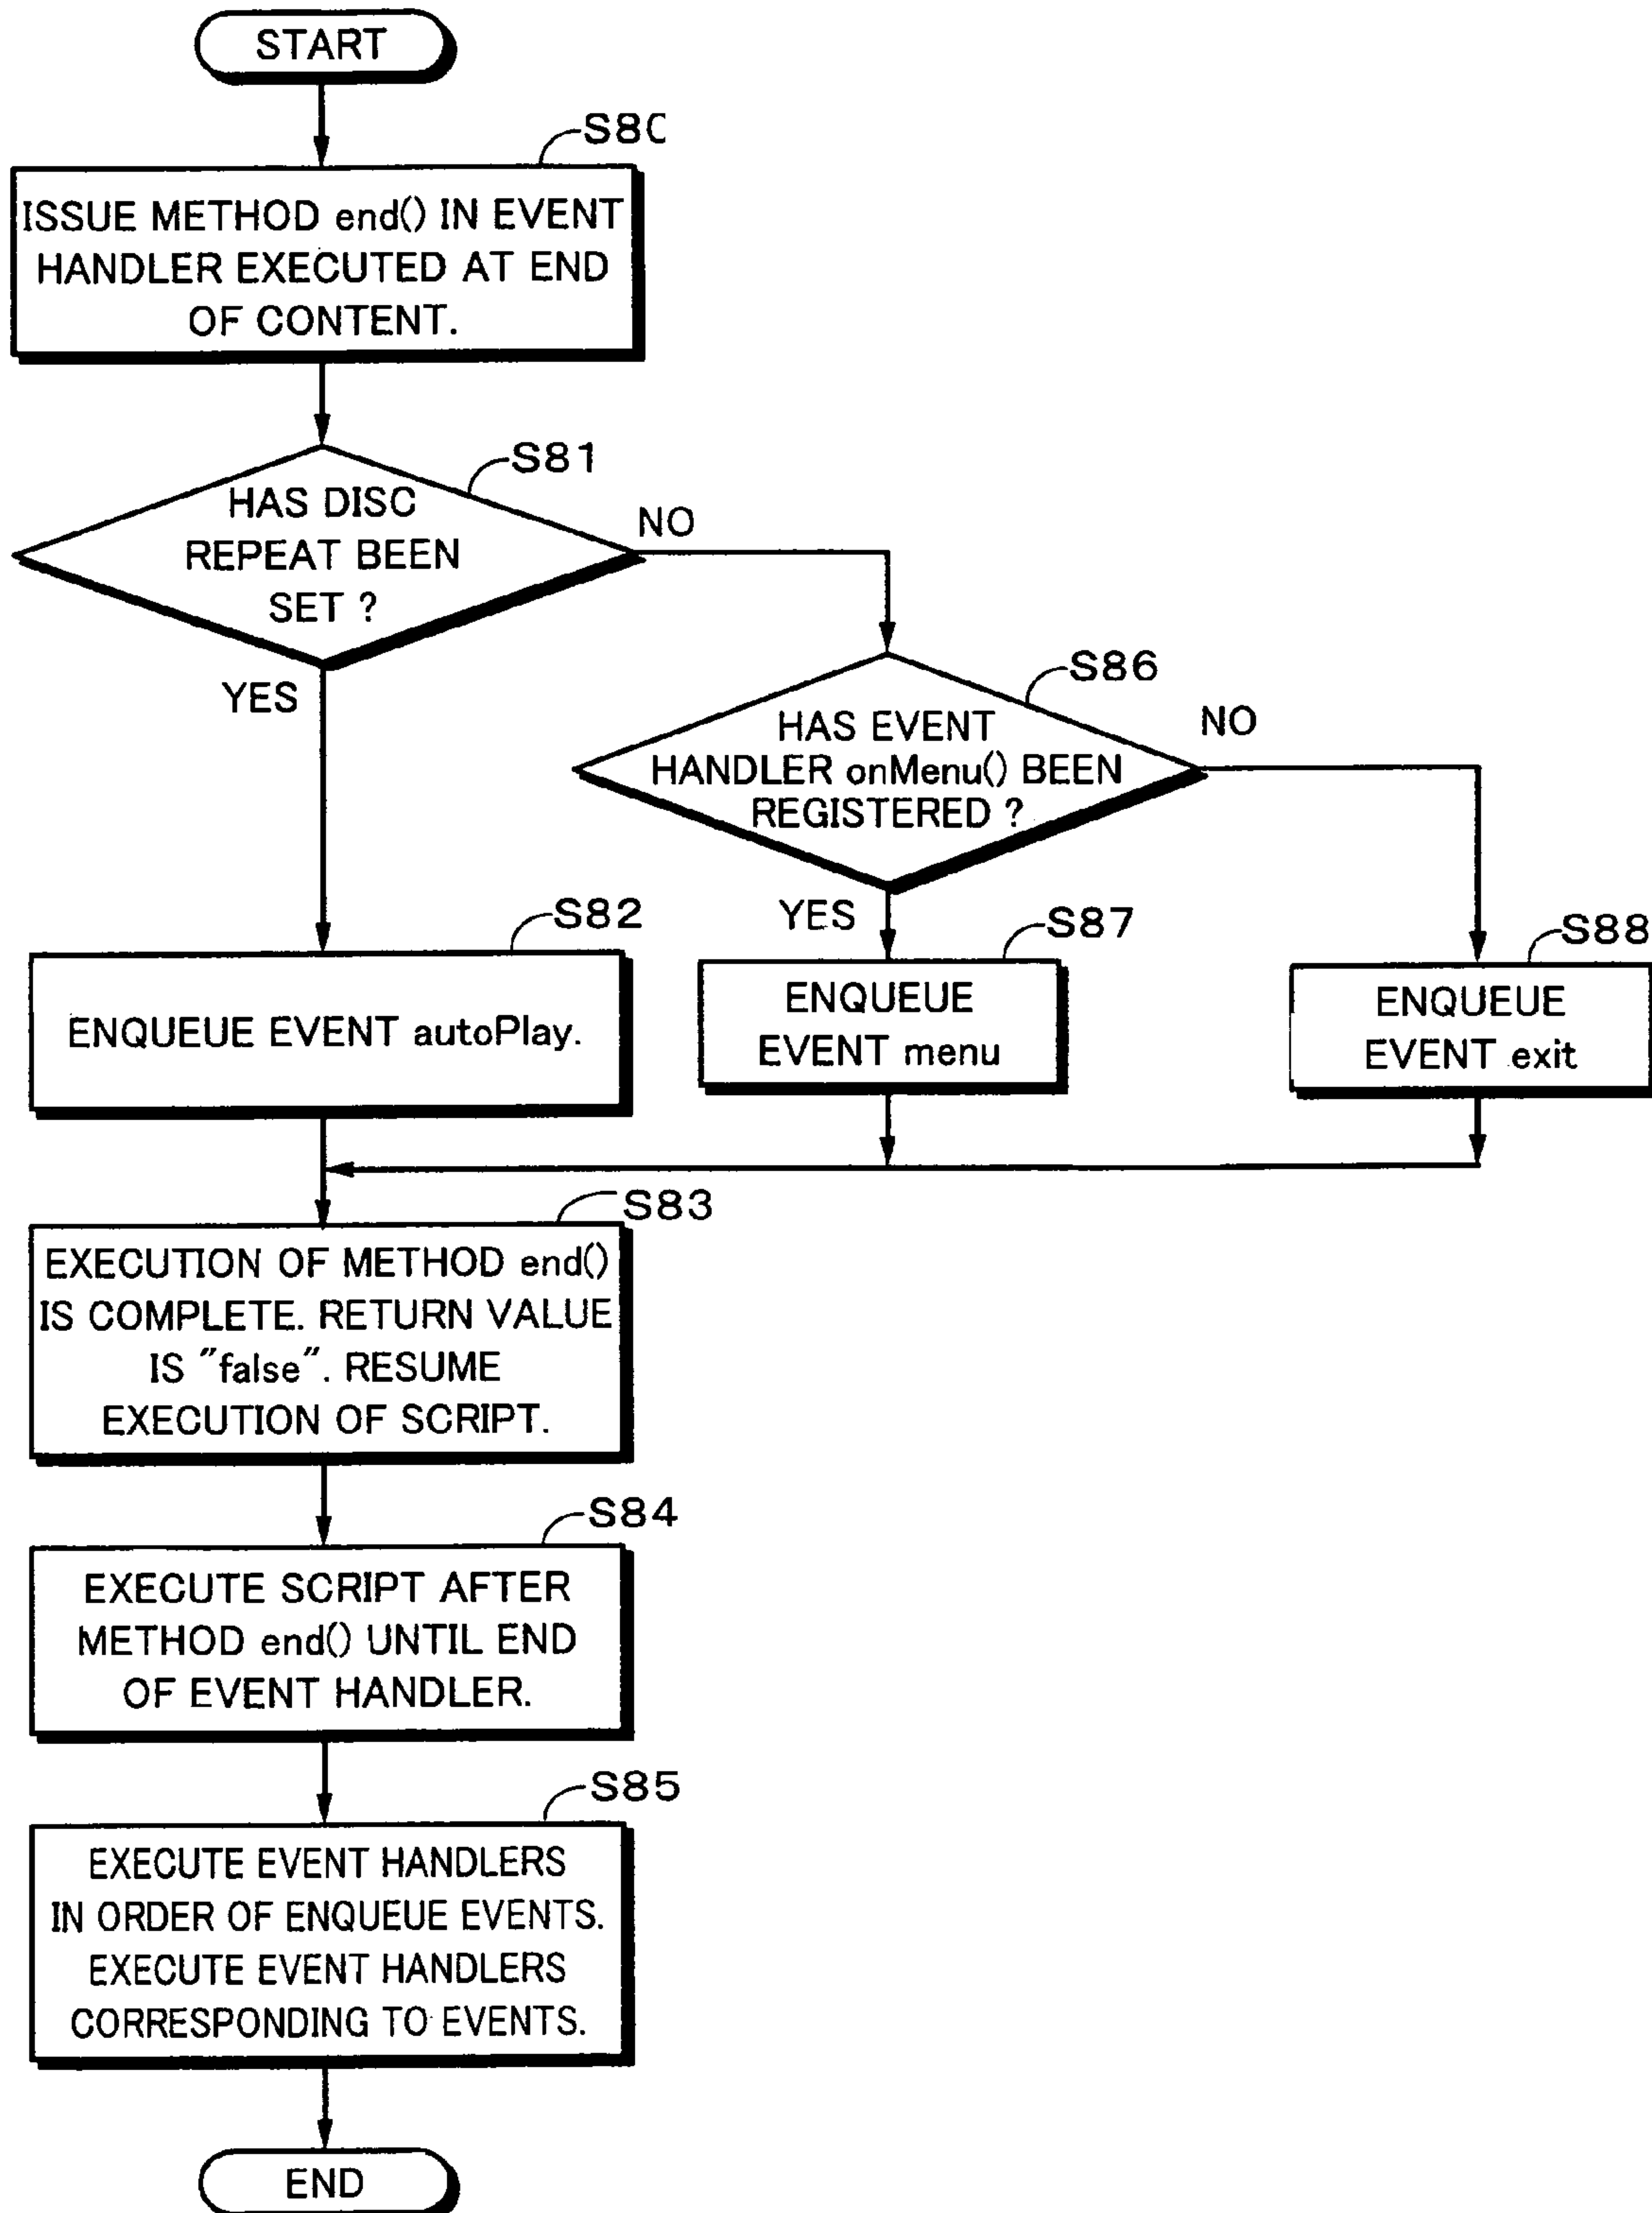 START
S80
ISSUE METHOD end() IN EVENT
HANDLER EXECUTED AT END
OF CONTENT.
S81
HAS DISC
REPEAT BEEN
SET ?
NO
YES
S86
HAS EVENT
HANDLER onMenu() BEEN
REGISTERED ?
NO
YES
S82
ENQUEUE EVENT autoPlay.
S87
ENQUEUE
EVENT menu
S88
ENQUEUE
EVENT exit
S83
EXECUTION OF METHOD end()
IS COMPLETE. RETURN VALUE
IS "false". RESUME
EXECUTION OF SCRIPT.
S84
EXECUTE SCRIPT AFTER
METHOD end() UNTIL END
OF EVENT HANDLER.
S85
EXECUTE EVENT HANDLERS
IN ORDER OF ENQUEUE EVENTS.
EXECUTE EVENT HANDLERS
CORRESPONDING TO EVENTS.
END